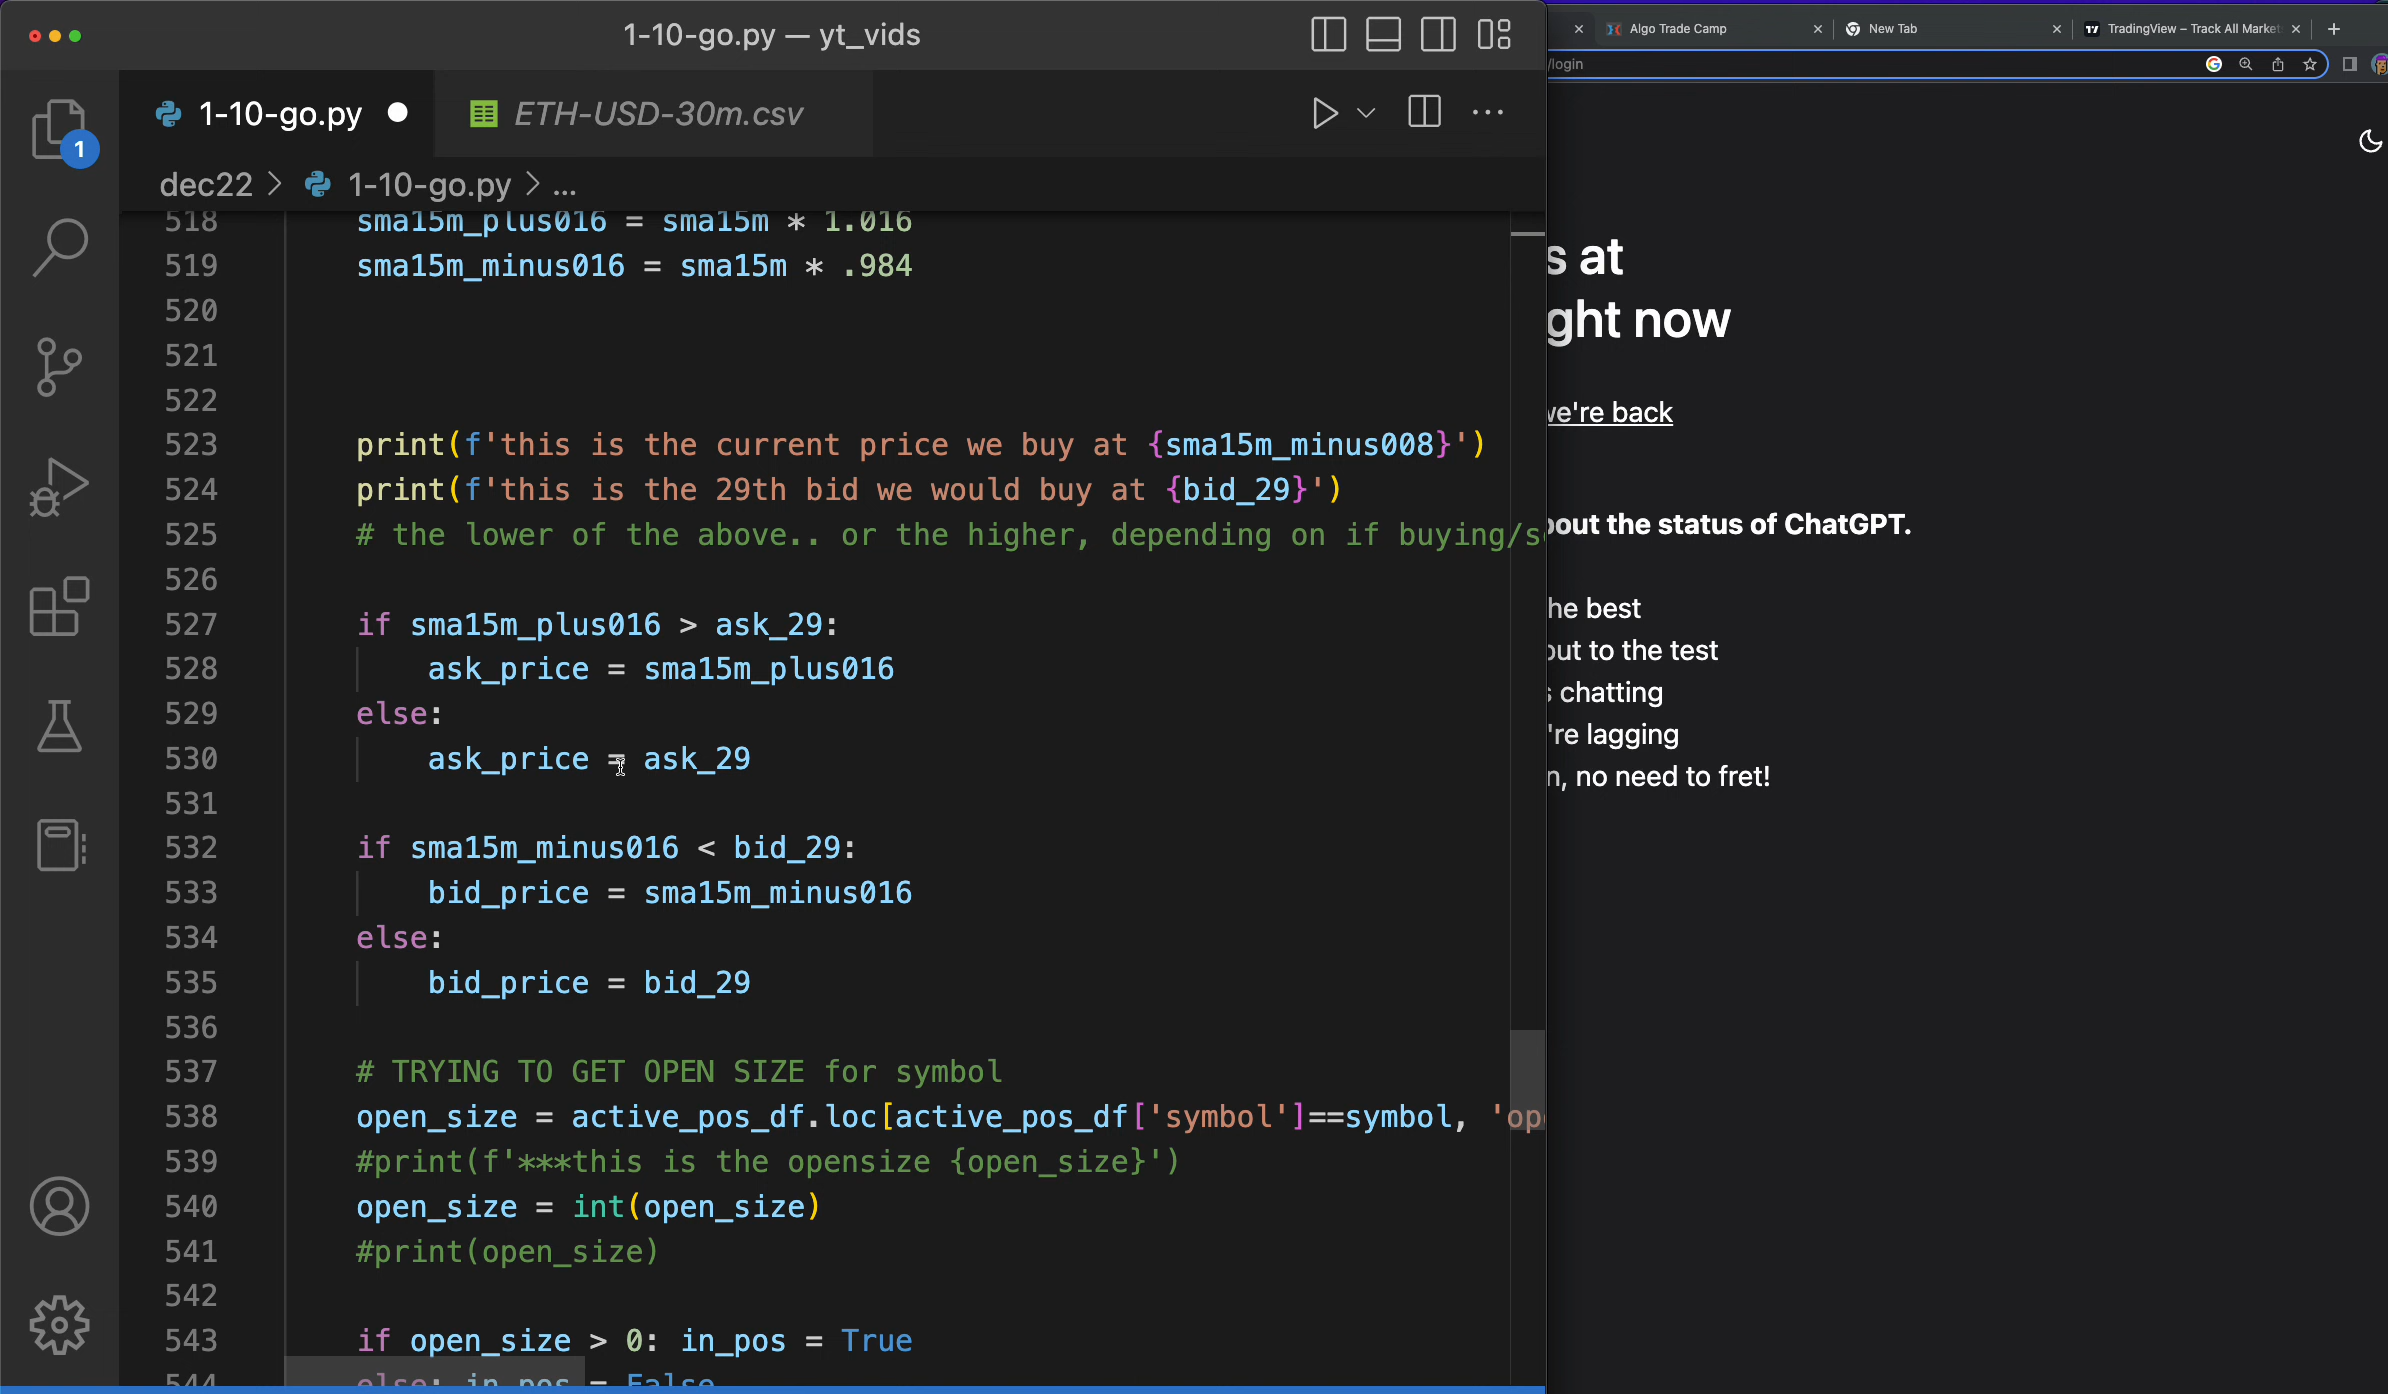 1-10-go.py — yt_vids
1-10-go.py
ETH-USD-30m.csv
1
dec22 > 1-10-go.py > ...
518 sma15m_plus016 = sma15m * 1.016
519 sma15m_minus016 = sma15m * .984
520
521
522
523 print(f'this is the current price we buy at {sma15m_minus008}')
524 print(f'this is the 29th bid we would buy at {bid_29}')
525 # the lower of the above.. or the higher, depending on if buying/s
526
527 if sma15m_plus016 > ask_29:
528 ask_price = sma15m_plus016
529 else:
530 ask_price = ask_29
531
532 if sma15m_minus016 < bid_29:
533 bid_price = sma15m_minus016
534 else:
535 bid_price = bid_29
536
537 # TRYING TO GET OPEN SIZE for symbol
538 open_size = active_pos_df.loc[active_pos_df['symbol']==symbol, 'op
539 #print(f'***this is the opensize {open_size}')
540 open_size = int(open_size)
541 #print(open_size)
542
543 if open_size > 0: in_pos = True
544 else: in_pos = False
Algo Trade Camp
New Tab
TradingView – Track All Market
/login
s at
ght now
we're back
bout the status of ChatGPT.
he best
put to the test
s chatting
're lagging
n, no need to fret!